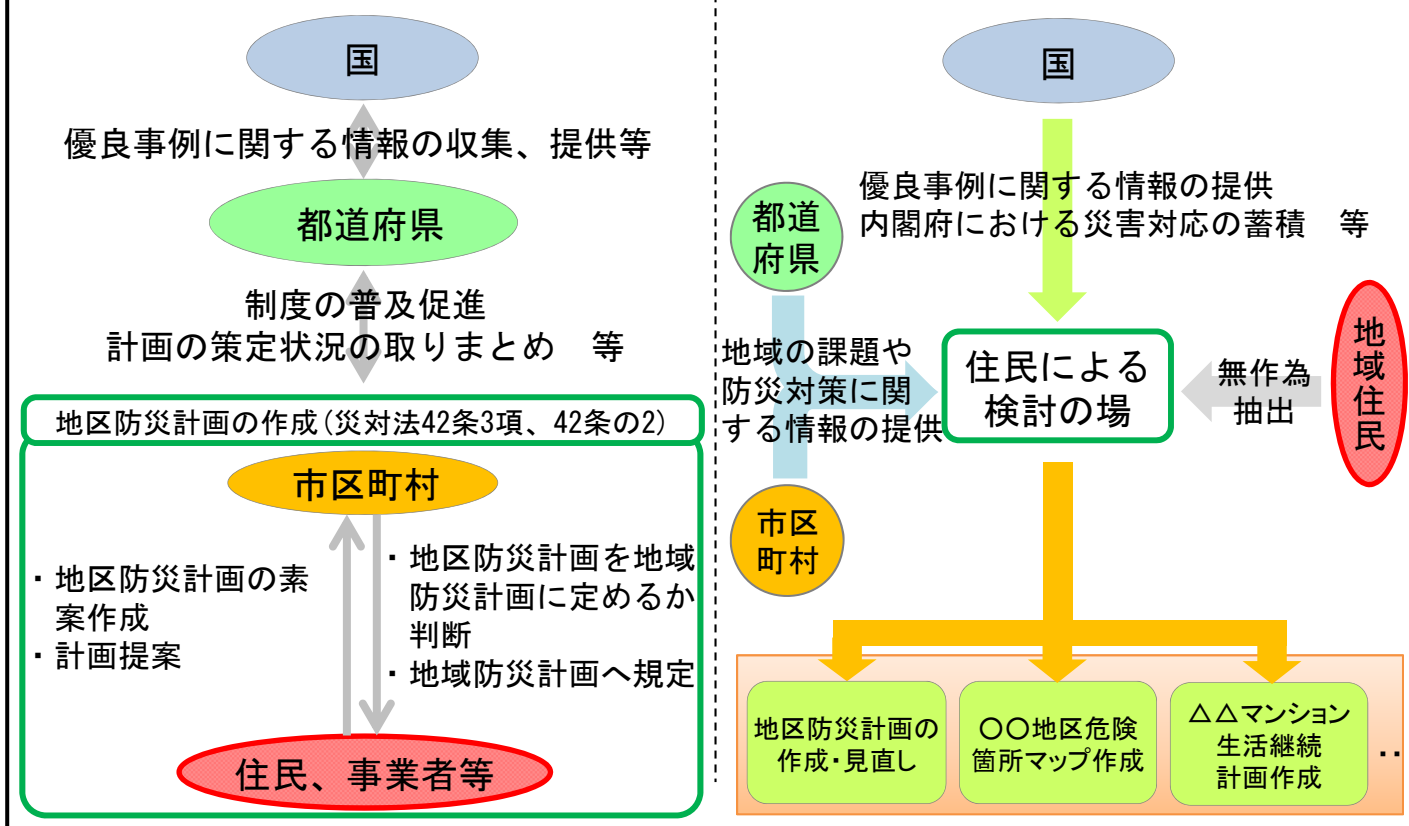 国
優良事例に関する情報の収集、提供等
都道府県
制度の普及促進
計画の策定状況の取りまとめ　等
地区防災計画の作成(災対法42条3項、42条の2)
市区町村
・地区防災計画の素
案作成
・計画提案
・地区防災計画を地域
防災計画に定めるか
判断
・地域防災計画へ規定
住民、事業者等
国
優良事例に関する情報の提供
内閣府における災害対応の蓄積　等
都道
府県
地域の課題や
防災対策に関
する情報の提供
住民による
検討の場
無作為
抽出
地域住民
市区
町村
地区防災計画の
作成・見直し
〇〇地区危険
箇所マップ作成
△△マンション
生活継続
計画作成
‥